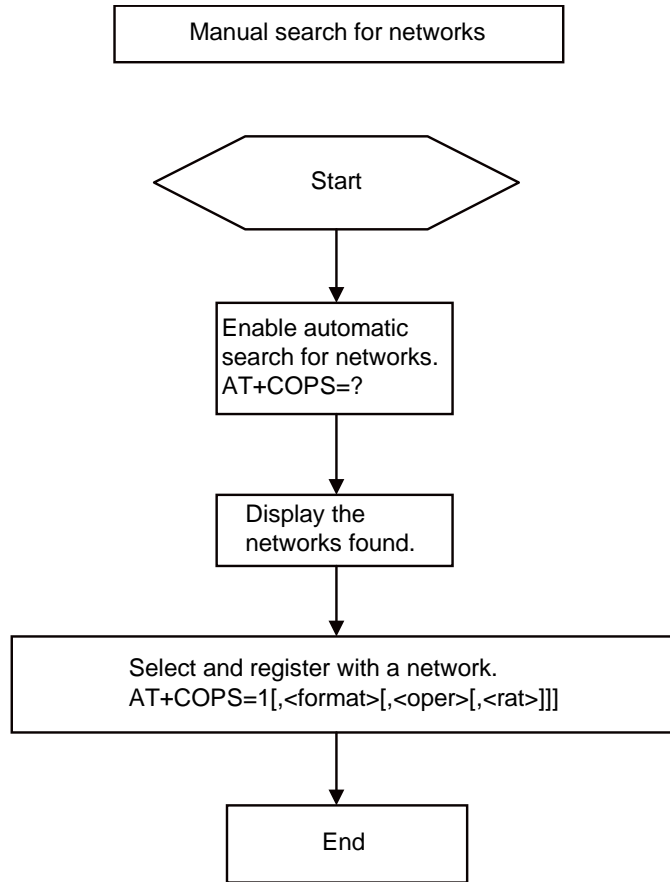 Manual search for networks
Start
Enable automatic
search for networks.
AT+COPS=?
Display the
networks found.
Select and register with a network.
AT+COPS=1[,<format>[,<oper>[,<rat>]]]
End